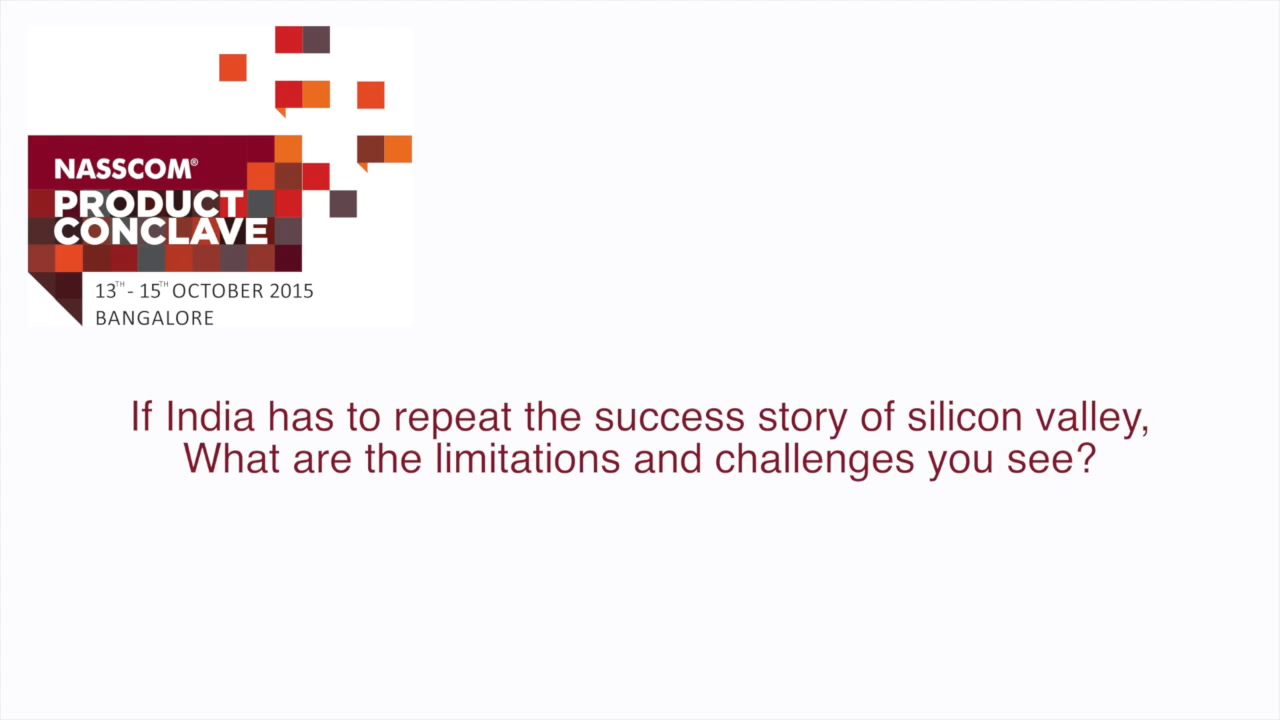 NASSCOM®
PRODUCT
CONCLAVE
13TH - 15TH OCTOBER 2015
BANGALORE
If India has to repeat the success story of silicon valley,
What are the limitations and challenges you see?